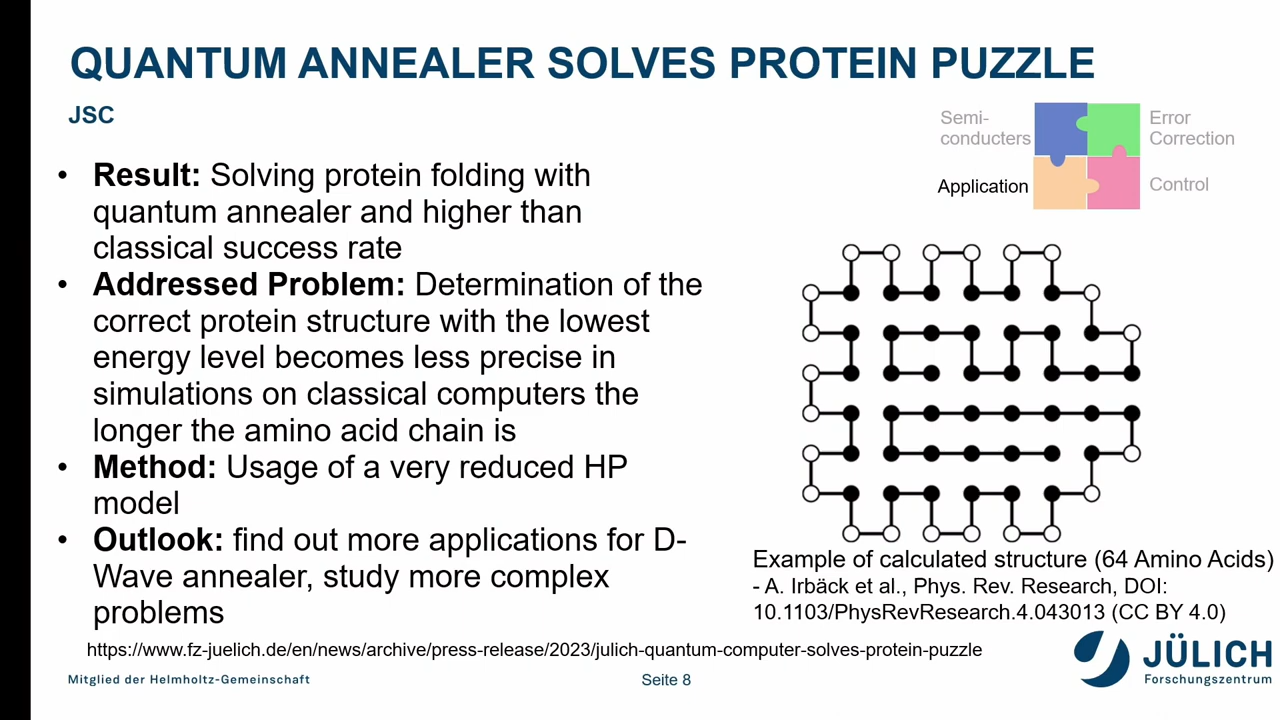 QUANTUM ANNEALER SOLVES PROTEIN PUZZLE
JSC
Semi-
conducters
Error
Correction
Application
Control
• Result: Solving protein folding with
quantum annealer and higher than
classical success rate
• Addressed Problem: Determination of the
correct protein structure with the lowest
energy level becomes less precise in
simulations on classical computers the
longer the amino acid chain is
• Method: Usage of a very reduced HP
model
• Outlook: find out more applications for D-
Wave annealer, study more complex
problems
Example of calculated structure (64 Amino Acids)
- A. Irbäck et al., Phys. Rev. Research, DOI:
10.1103/PhysRevResearch.4.043013 (CC BY 4.0)
https://www.fz-juelich.de/en/news/archive/press-release/2023/julich-quantum-computer-solves-protein-puzzle
Mitglied der Helmholtz-Gemeinschaft
Seite 8
JÜLICH
Forschungszentrum